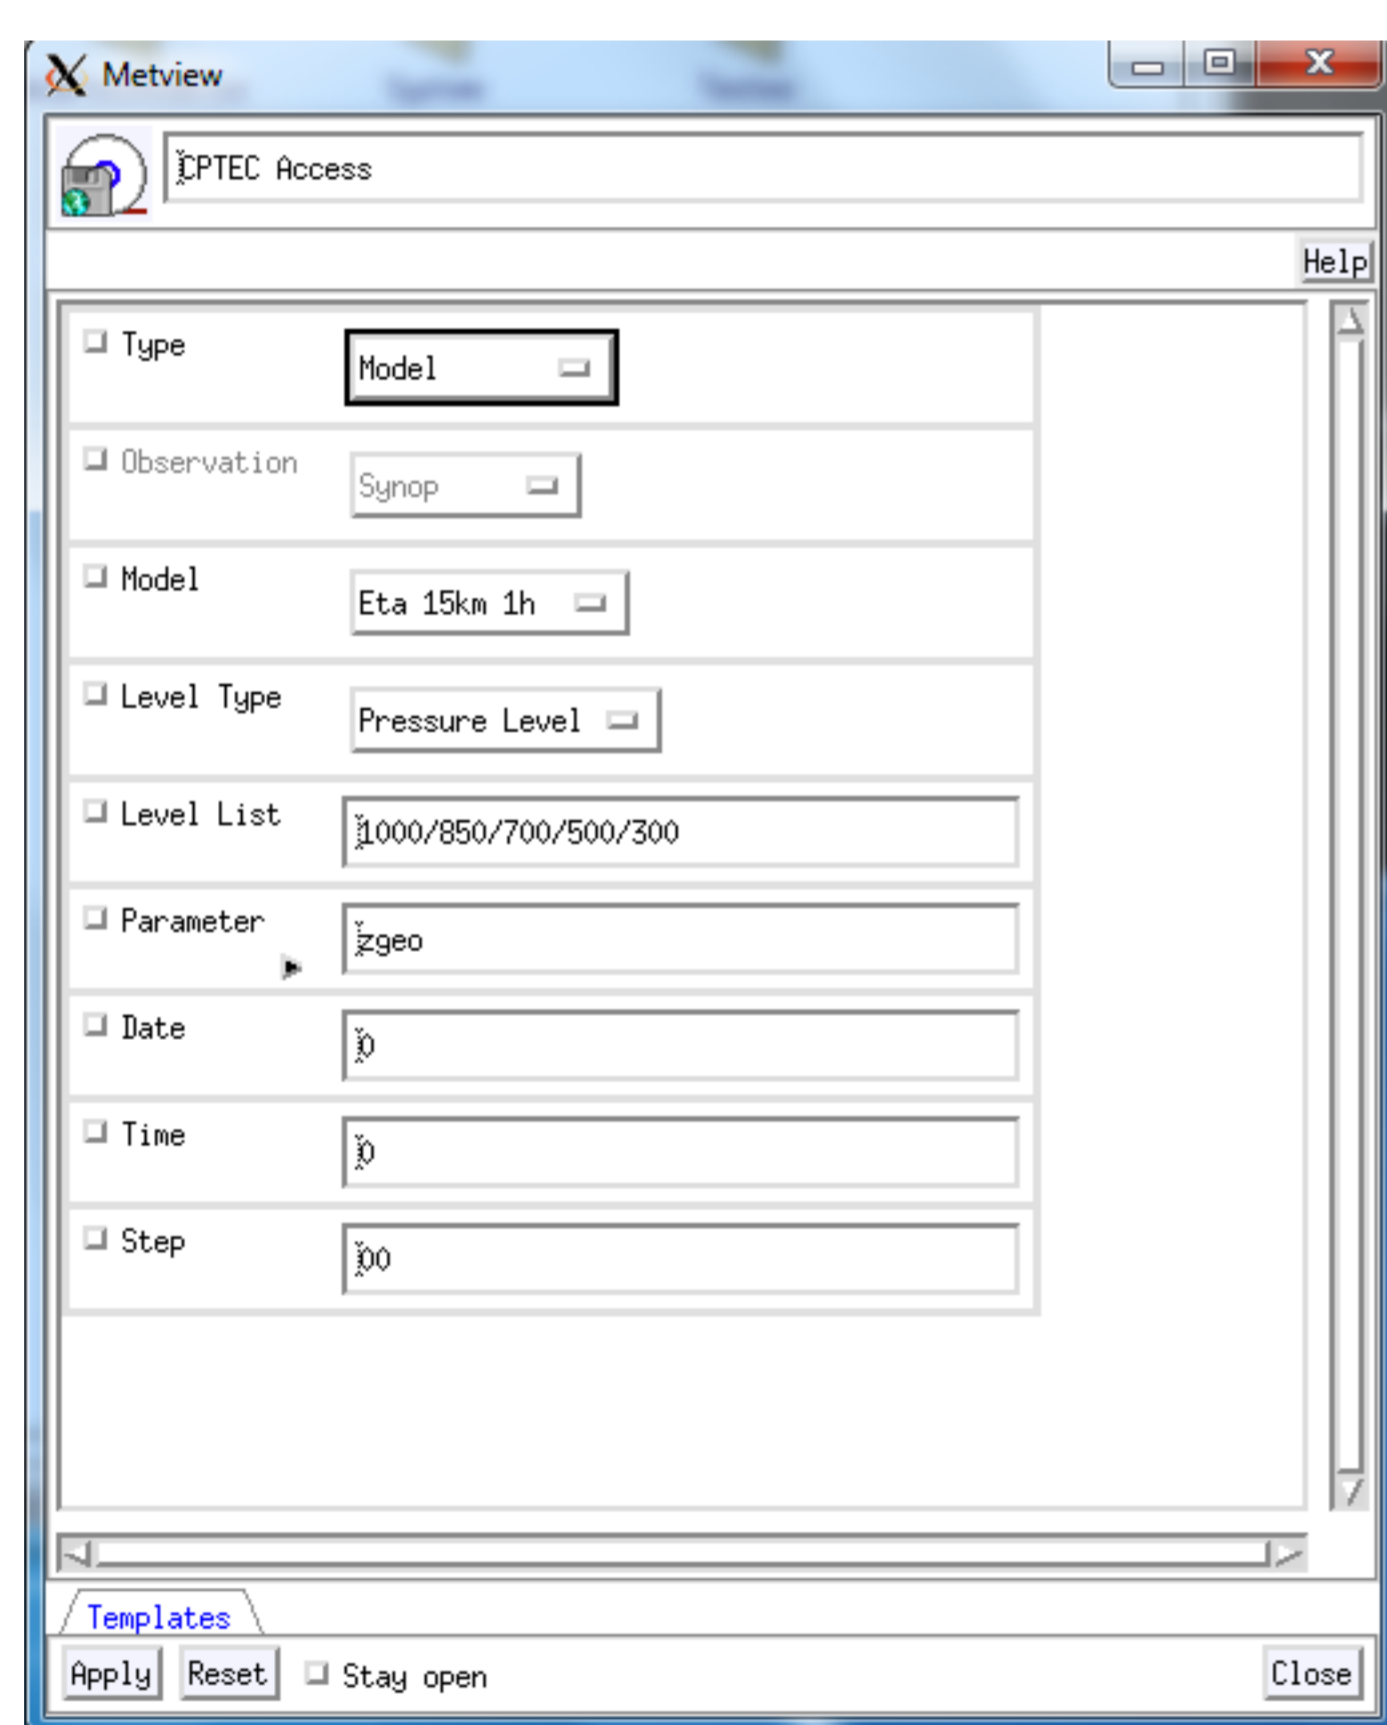 Metview
CPTEC Access
Help
Type
Model
Observation
Synop
Model
Eta 15km 1h
Level Type
Pressure Level
Level List
1000/850/700/500/300
Parameter
zgeo
Date
0
Time
0
Step
00
Templates
Apply Reset Stay open Close